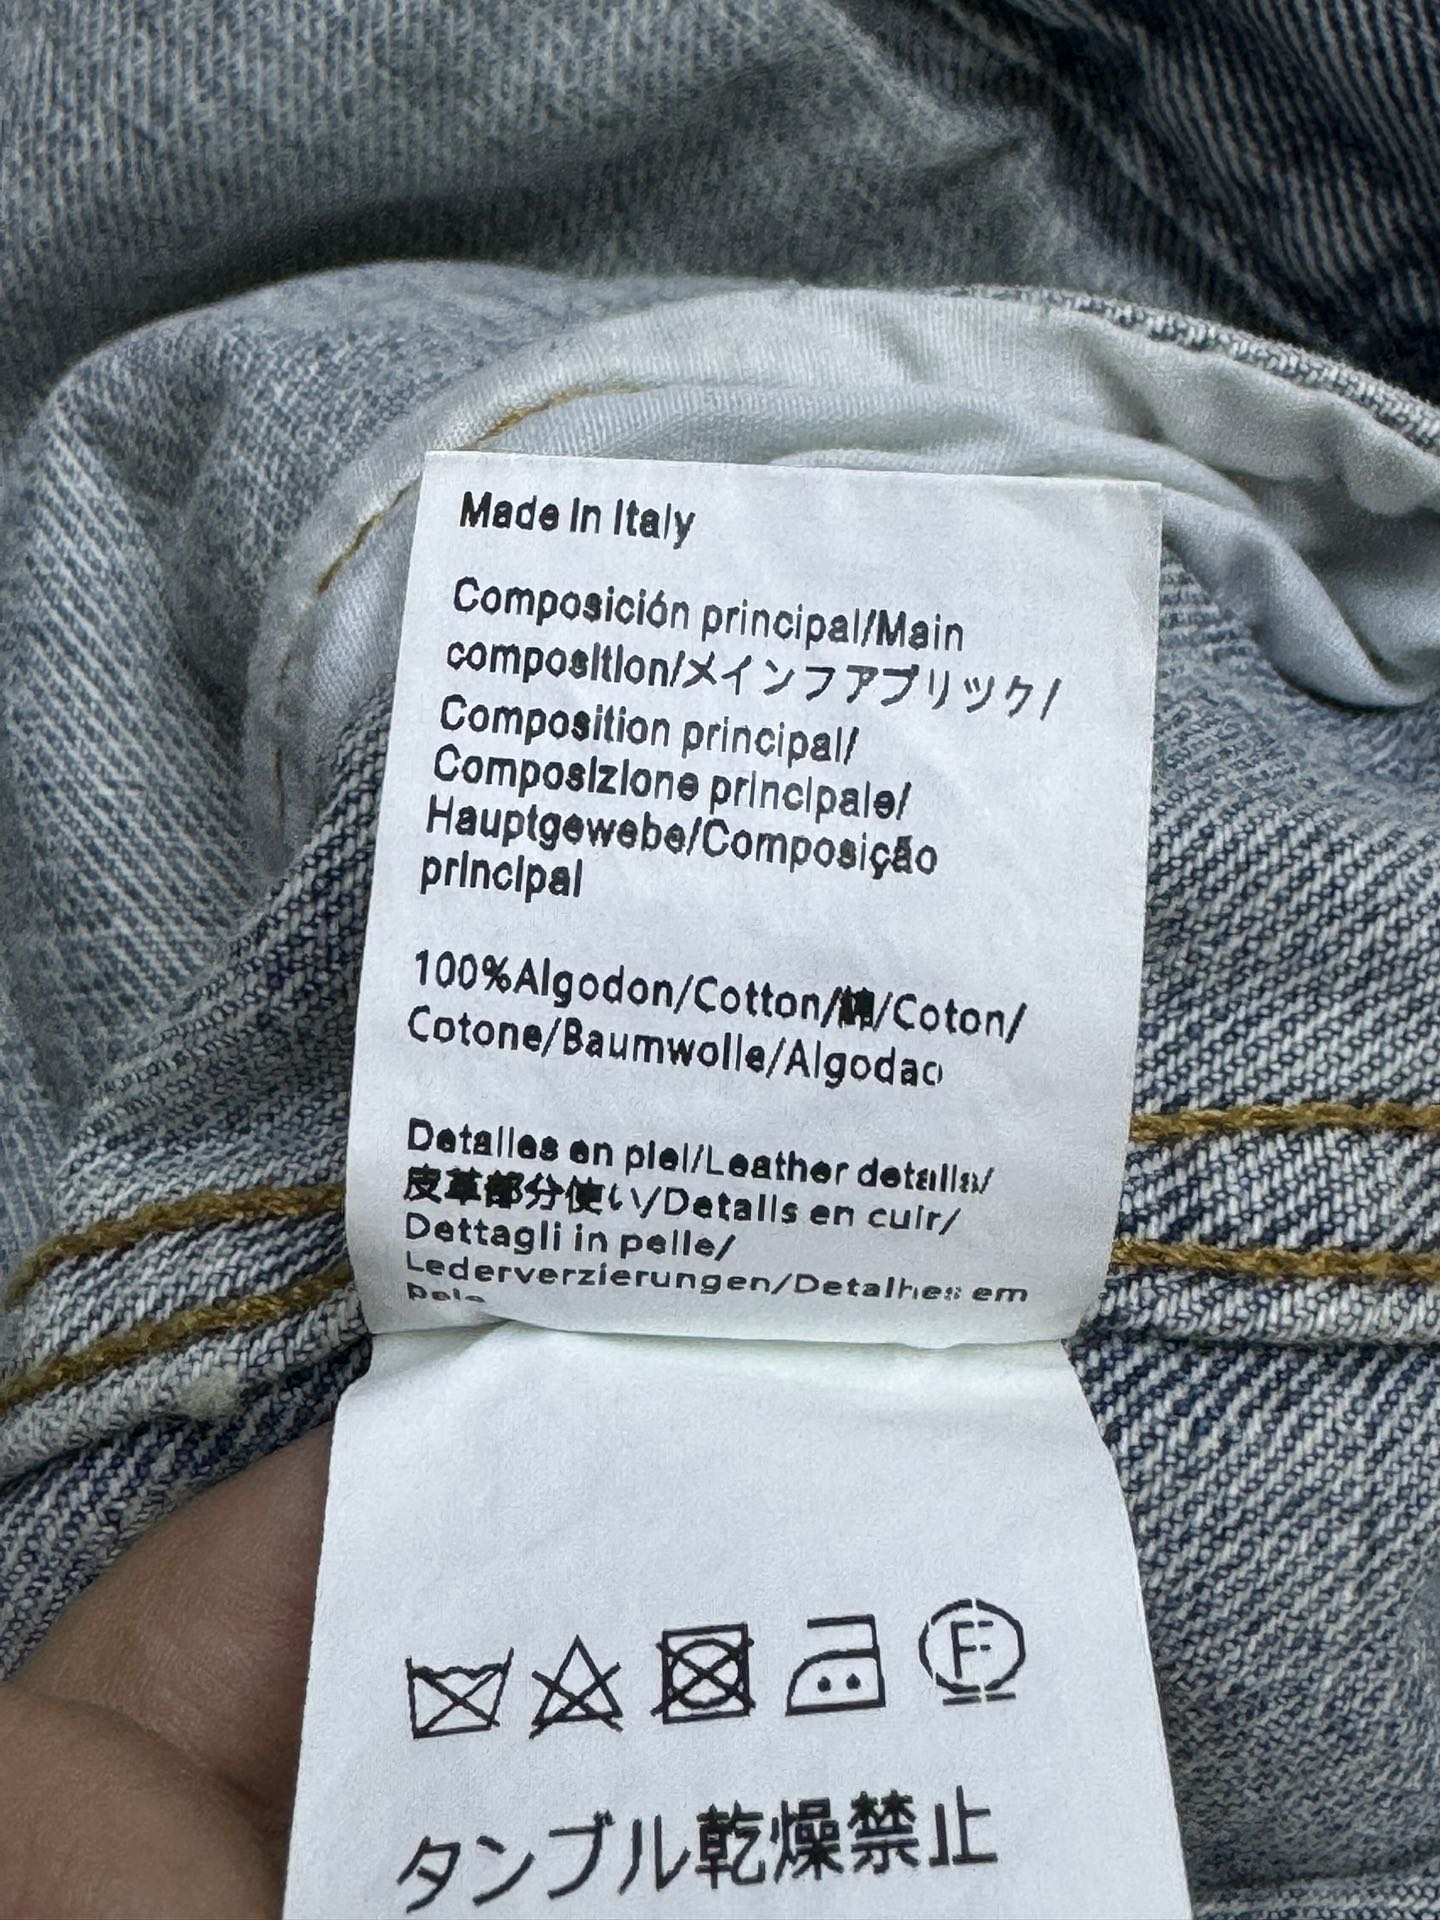 Made In Italy
Composición principal/Main
composition/メインフアブリック/
Composition principal/
Composizione principale/
Hauptgewebe/Composição
principal
100%Algodon/Cotton/綿/Coton/
Cotone/Baumwolle/Algodao
Detalles en piel/Leather details/
皮革部分使い/Details en cuir/
Dettagli in pelle/
Lederverzierungen/Detalhes em
pele
F
タンブル乾燥禁止